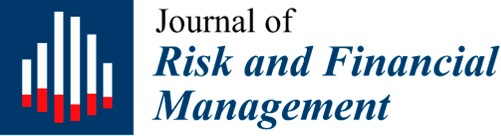 Journal of
Risk and Financial
Management